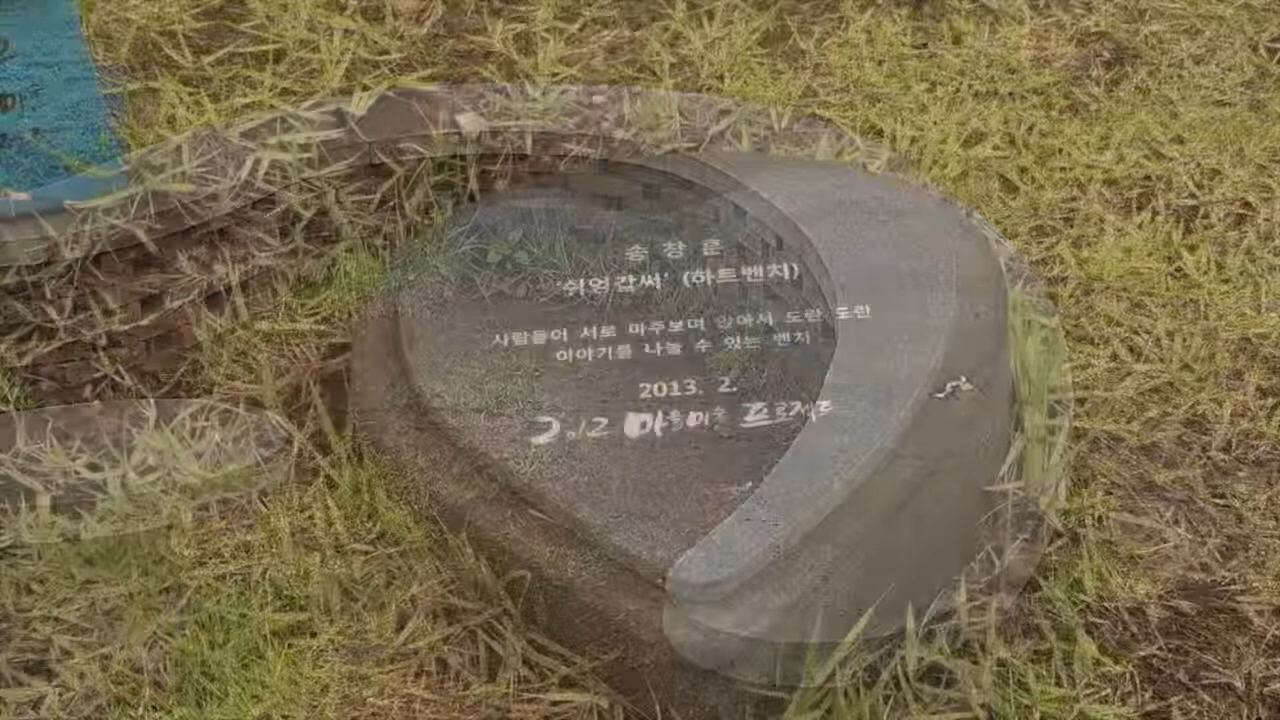 송창훈
'쉬영갑써' (하트벤치)
사람들이 서로 마주보며 앉아서 도란 도란
이야기를 나눌 수 있는 벤치
2013. 2.
2012 마을미술 프로젝트